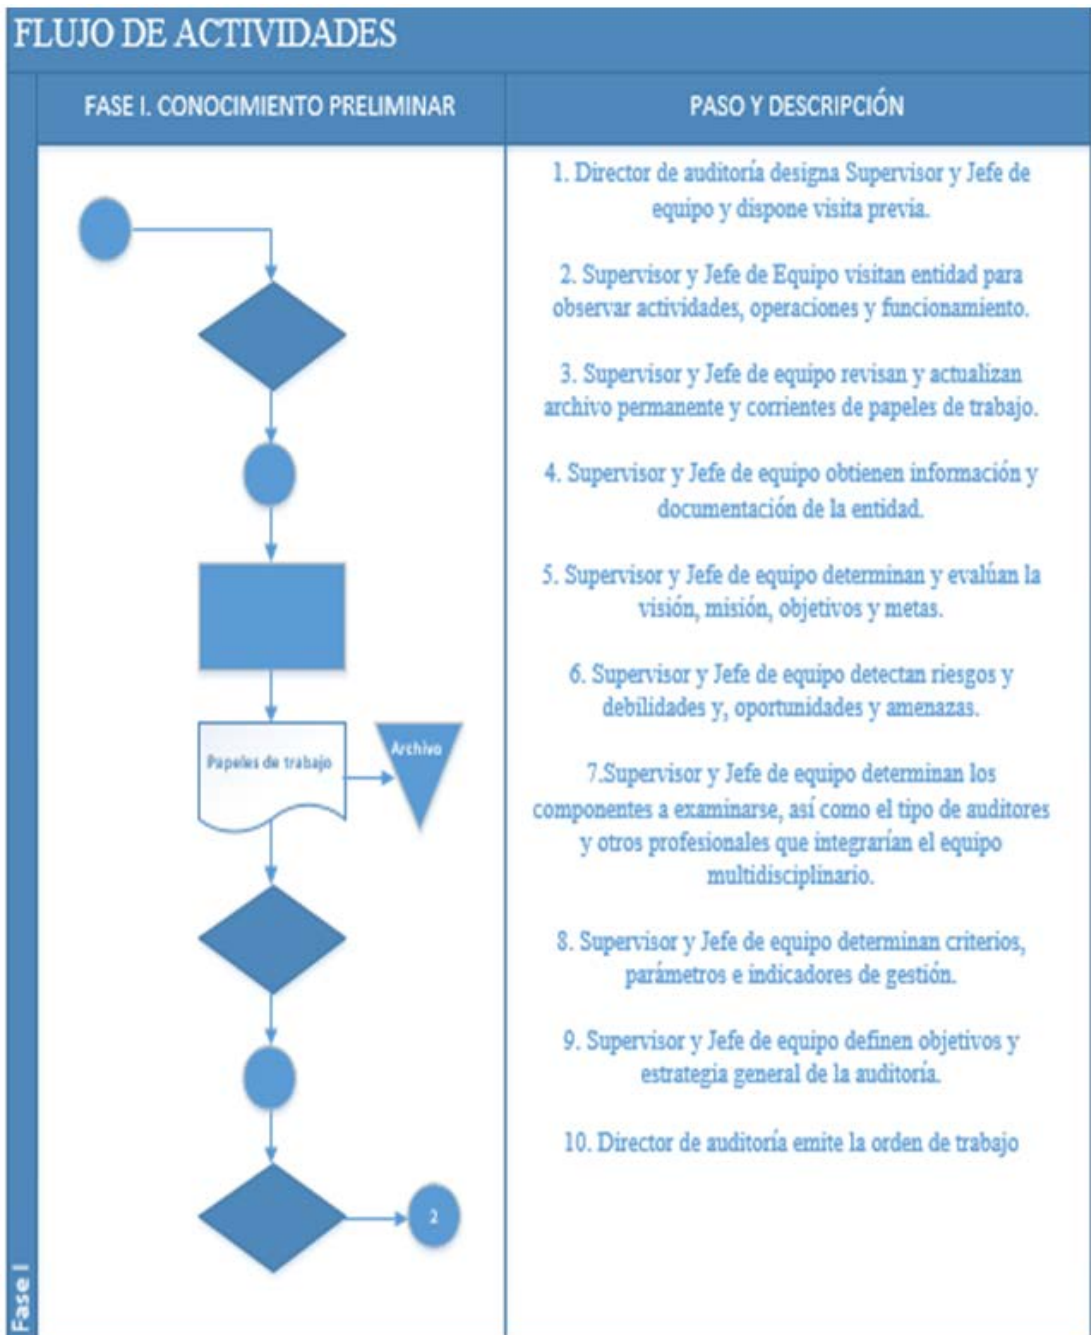 FLUJO DE ACTIVIDADES
FASE I. CONOCIMIENTO PRELIMINAR
PASO Y DESCRIPCIÓN
1. Director de auditoría designa Supervisor y Jefe de
equipo y dispone visita previa.
2. Supervisor y Jefe de Equipo visitan entidad para
observar actividades, operaciones y funcionamiento.
3. Supervisor y Jefe de equipo revisan y actualizan
archivo permanente y corrientes de papeles de trabajo.
4. Supervisor y Jefe de equipo obtienen información y
documentación de la entidad.
5. Supervisor y Jefe de equipo determinan y evalúan la
visión, misión, objetivos y metas.
6. Supervisor y Jefe de equipo detectan riesgos y
debilidades y, oportunidades y amenazas.
7.Supervisor y Jefe de equipo determinan los
componentes a examinarse, así como el tipo de auditores
y otros profesionales que integrarían el equipo
multidisciplinario.
8. Supervisor y Jefe de equipo determinan criterios,
parámetros e indicadores de gestión.
9. Supervisor y Jefe de equipo definen objetivos y
estrategia general de la auditoría.
10. Director de auditoría emite la orden de trabajo
Papeles de trabajo
Archivo
2
Fase I